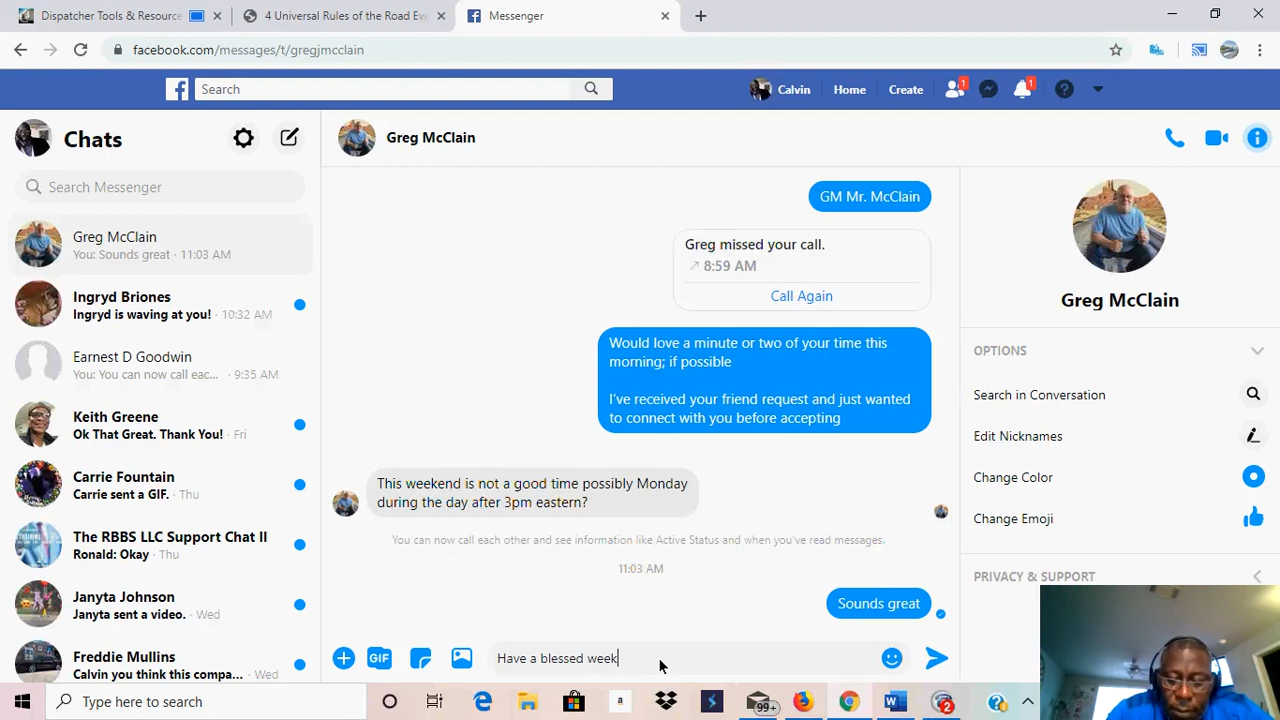 Dispatcher Tools & Resource
4 Universal Rules of the Road Eve
Messenger
facebook.com/messages/t/gregjmcclain
Search
Calvin
Home
Create
1
1
Chats
Search Messenger
Greg McClain
You: Sounds great · 11:03 AM
Ingryd Briones
Ingryd is waving at you! · 10:32 AM
Earnest D Goodwin
You: You can now call eac... · 9:35 AM
Keith Greene
Ok That Great. Thank You! · Fri
Carrie Fountain
Carrie sent a GIF. · Thu
The RBBS LLC Support Chat II
Ronald: Okay · Thu
Janyta Johnson
Janyta sent a video. · Wed
Freddie Mullins
Calvin you think this compa... · Wed
Greg McClain
GM Mr. McClain
Greg missed your call.
8:59 AM
Call Again
Would love a minute or two of your time this
morning; if possible
I've received your friend request and just wanted
to connect with you before accepting
This weekend is not a good time possibly Monday
during the day after 3pm eastern?
You can now call each other and see information like Active Status and when you've read messages.
11:03 AM
Sounds great
GIF
Have a blessed week
Greg McClain
OPTIONS
Search in Conversation
Edit Nicknames
Change Color
Change Emoji
PRIVACY & SUPPORT
Type here to search
a
99+
2